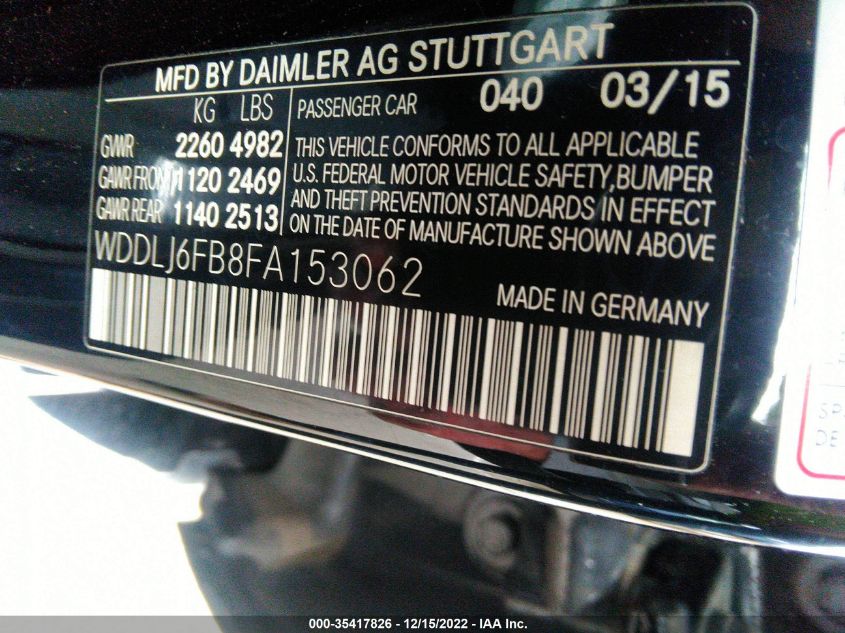 MFD BY DAIMLER AG STUTTGART
KG LBS
GVWR 2260 4982
GAWR FRONT 1120 2469
GAWR REAR 1140 2513
PASSENGER CAR 040 03/15
THIS VEHICLE CONFORMS TO ALL APPLICABLE
U.S. FEDERAL MOTOR VEHICLE SAFETY,BUMPER
AND THEFT PREVENTION STANDARDS IN EFFECT
ON THE DATE OF MANUFACTURE SHOWN ABOVE
WDDLJ6FB8FA153062
MADE IN GERMANY
000-35417826 - 12/15/2022 - IAA Inc.